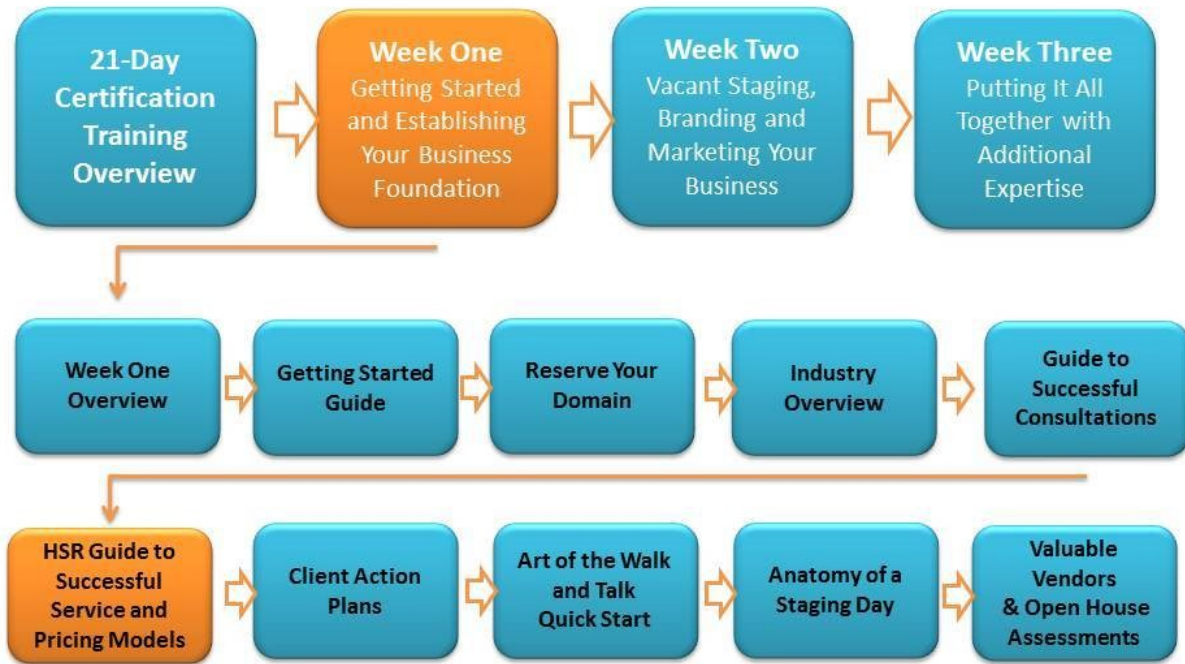 21-Day
Certification
Training
Overview
Week One
Getting Started
and Establishing
Your Business
Foundation
Week Two
Vacant Staging,
Branding and
Marketing Your
Business
Week Three
Putting It All
Together with
Additional
Expertise
Week One
Overview
Getting Started
Guide
Reserve Your
Domain
Industry
Overview
Guide to
Successful
Consultations
HSR Guide to
Successful
Service and
Pricing Models
Client Action
Plans
Art of the Walk
and Talk
Quick Start
Anatomy of a
Staging Day
Valuable
Vendors
& Open House
Assessments